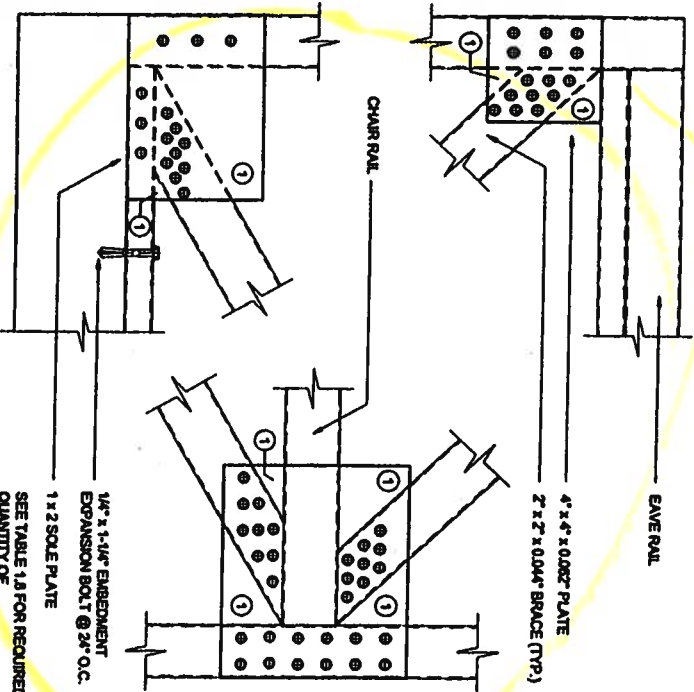 EAVE RAIL
4" x 4" x 0.062" PLATE
2" x 2" x 0.044" BRACE (TYP.)
1
1
CHAIR RAIL
1
1
1
1
1
1
1/4" x 1-1/4" EMBEDMENT
EXPANSION BOLT @ 24" O.C.
1 x 2 SOLE PLATE
SEE TABLE 1.8 FOR REQUIRED
QUANTITY OF